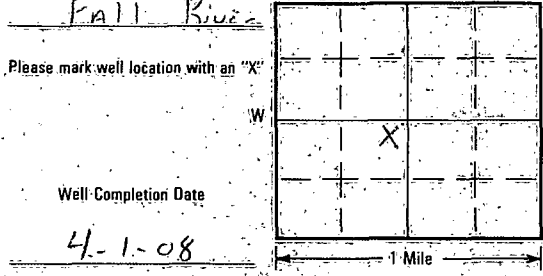 Fall River
Please mark well location with an "X"
W
X
Well Completion Date
4-1-08
1 Mile